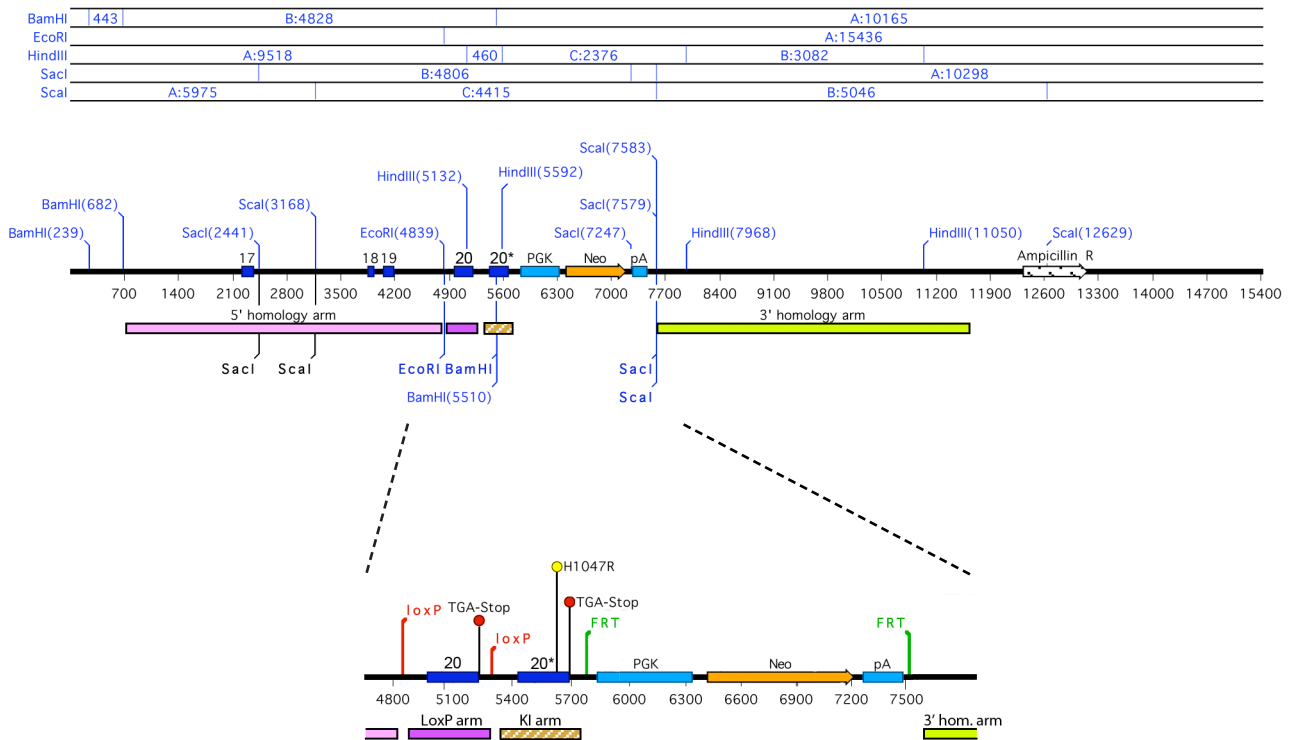 BamHI 443 B:4828 A:10165
EcoRI A:15436
HindIII A:9518 460 C:2376 B:3082
SacI B:4806 A:10298
ScaI A:5975 C:4415 B:5046
ScaI(7583)
HindIII(5132) HindIII(5592)
BamHI(682) ScaI(3168) SacI(7579)
BamHI(239) SacI(2441) EcoRI(4839) SacI(7247) HindIII(7968) HindIII(11050) ScaI(12629)
17 18 19 20 20* PGK Neo pA Ampicillin R
700 1400 2100 2800 3500 4200 4900 5600 6300 7000 7700 8400 9100 9800 10500 11200 11900 12600 13300 14000 14700 15400
5' homology arm 3' homology arm
SacI ScaI EcoRI BamHI SacI
BamHI(5510) ScaI
H1047R
loxP TGA-Stop TGA-Stop
loxP FRT FRT
20 20* PGK Neo pA
4800 5100 5400 5700 6000 6300 6600 6900 7200 7500
LoxP arm KI arm 3' hom. arm